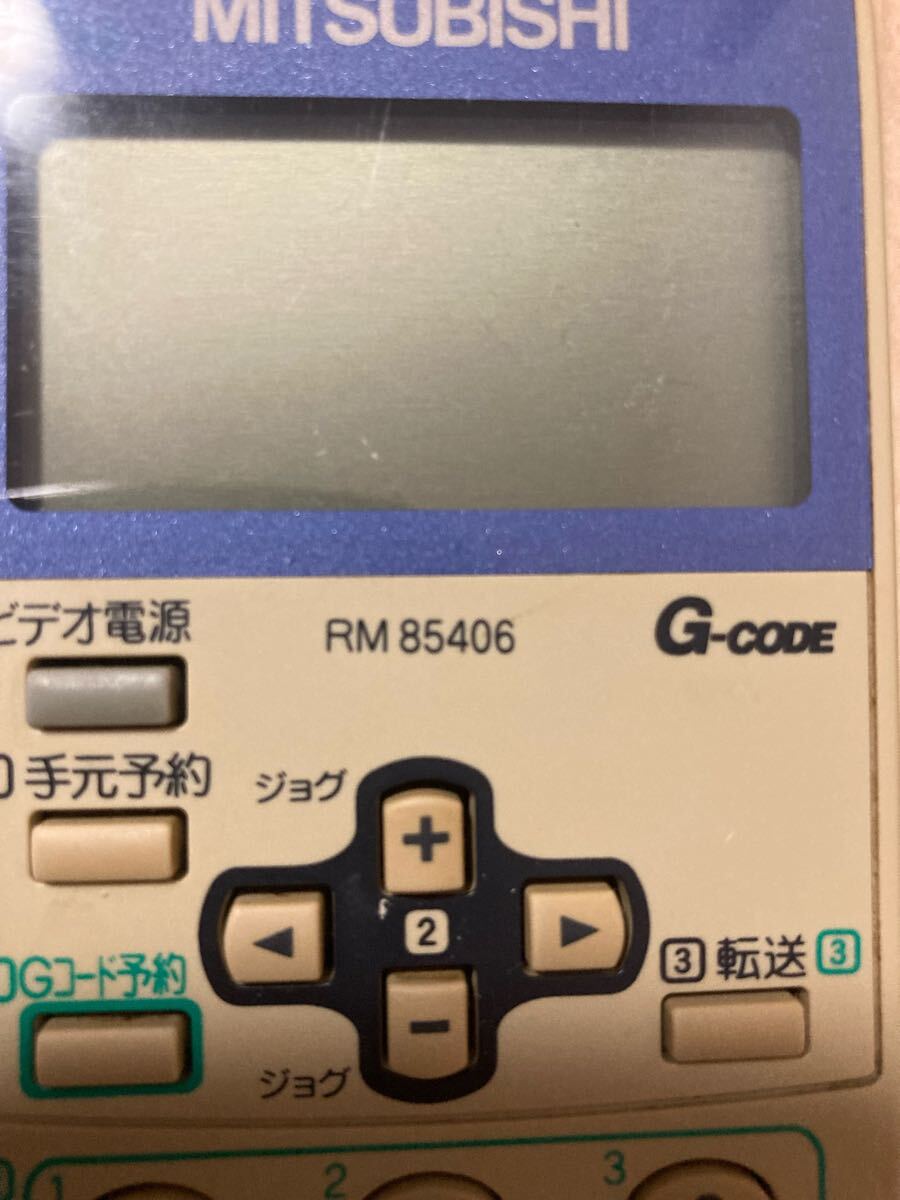 MITSUBISHI
ビデオ電源
RM 85406
G-CODE
手元予約
ジョグ
+
2
3 転送 3
Gコード予約
−
ジョグ
1
2
3